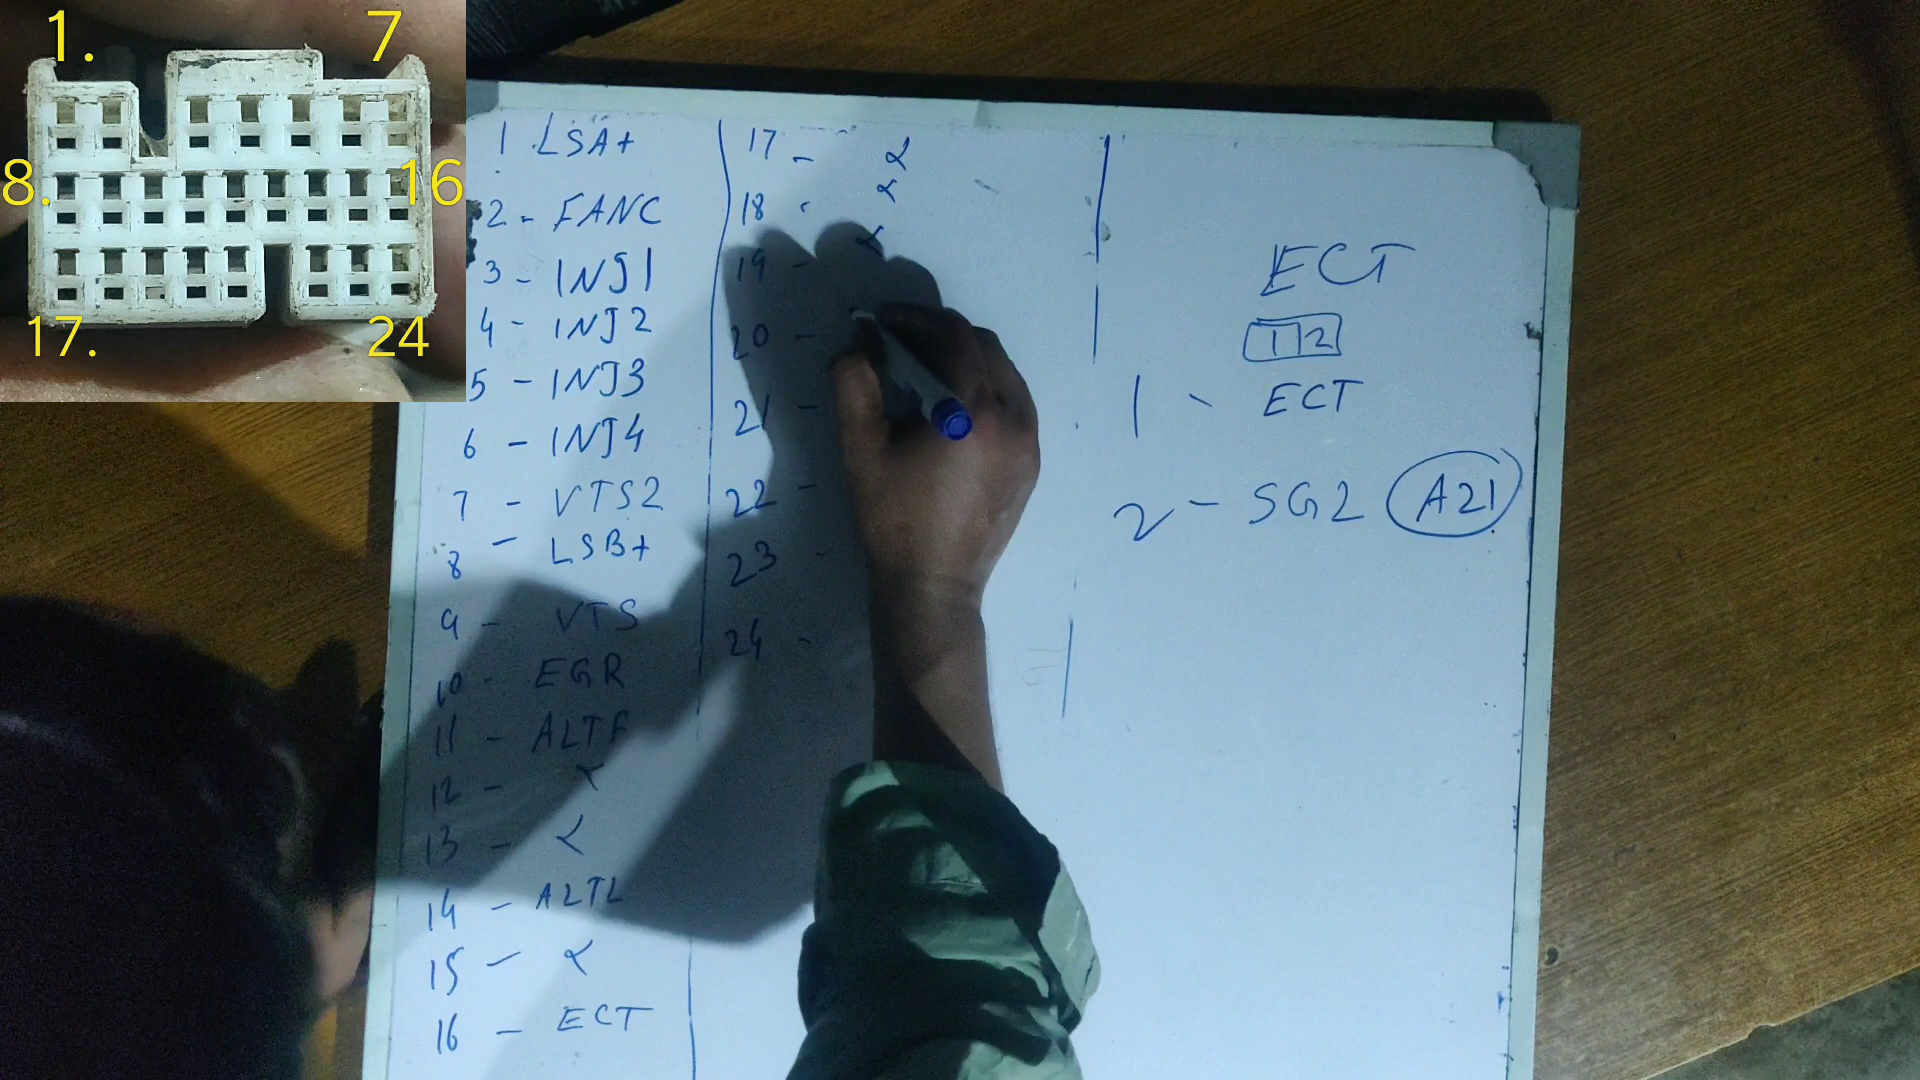 1.
7
8.
16
17.
24
1 LSA+
2 - FANC
3 - INJ1
4 - INJ2
5 - INJ3
6 - INJ4
7 - VTS2
8 - LSB+
9 - VTS
10 - EGR
11 - ALTF
12 -
13 -
14 - ALTL
15 -
16 - ECT
17 -
18 -
19 -
20 -
21 -
22 -
23 -
24 -
ECT
1 2
1 - ECT
2 - SG2 A21